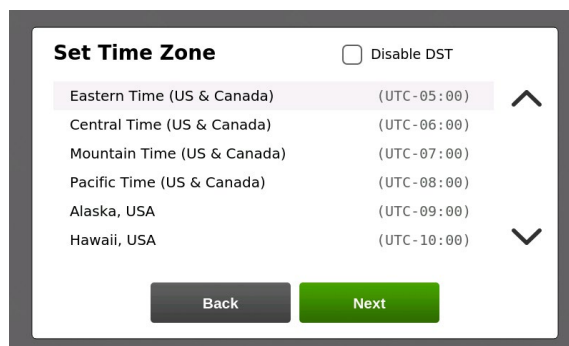 Set Time Zone Disable DST
Eastern Time (US & Canada) (UTC-05:00)
Central Time (US & Canada) (UTC-06:00)
Mountain Time (US & Canada) (UTC-07:00)
Pacific Time (US & Canada) (UTC-08:00)
Alaska, USA (UTC-09:00)
Hawaii, USA (UTC-10:00)
Back Next